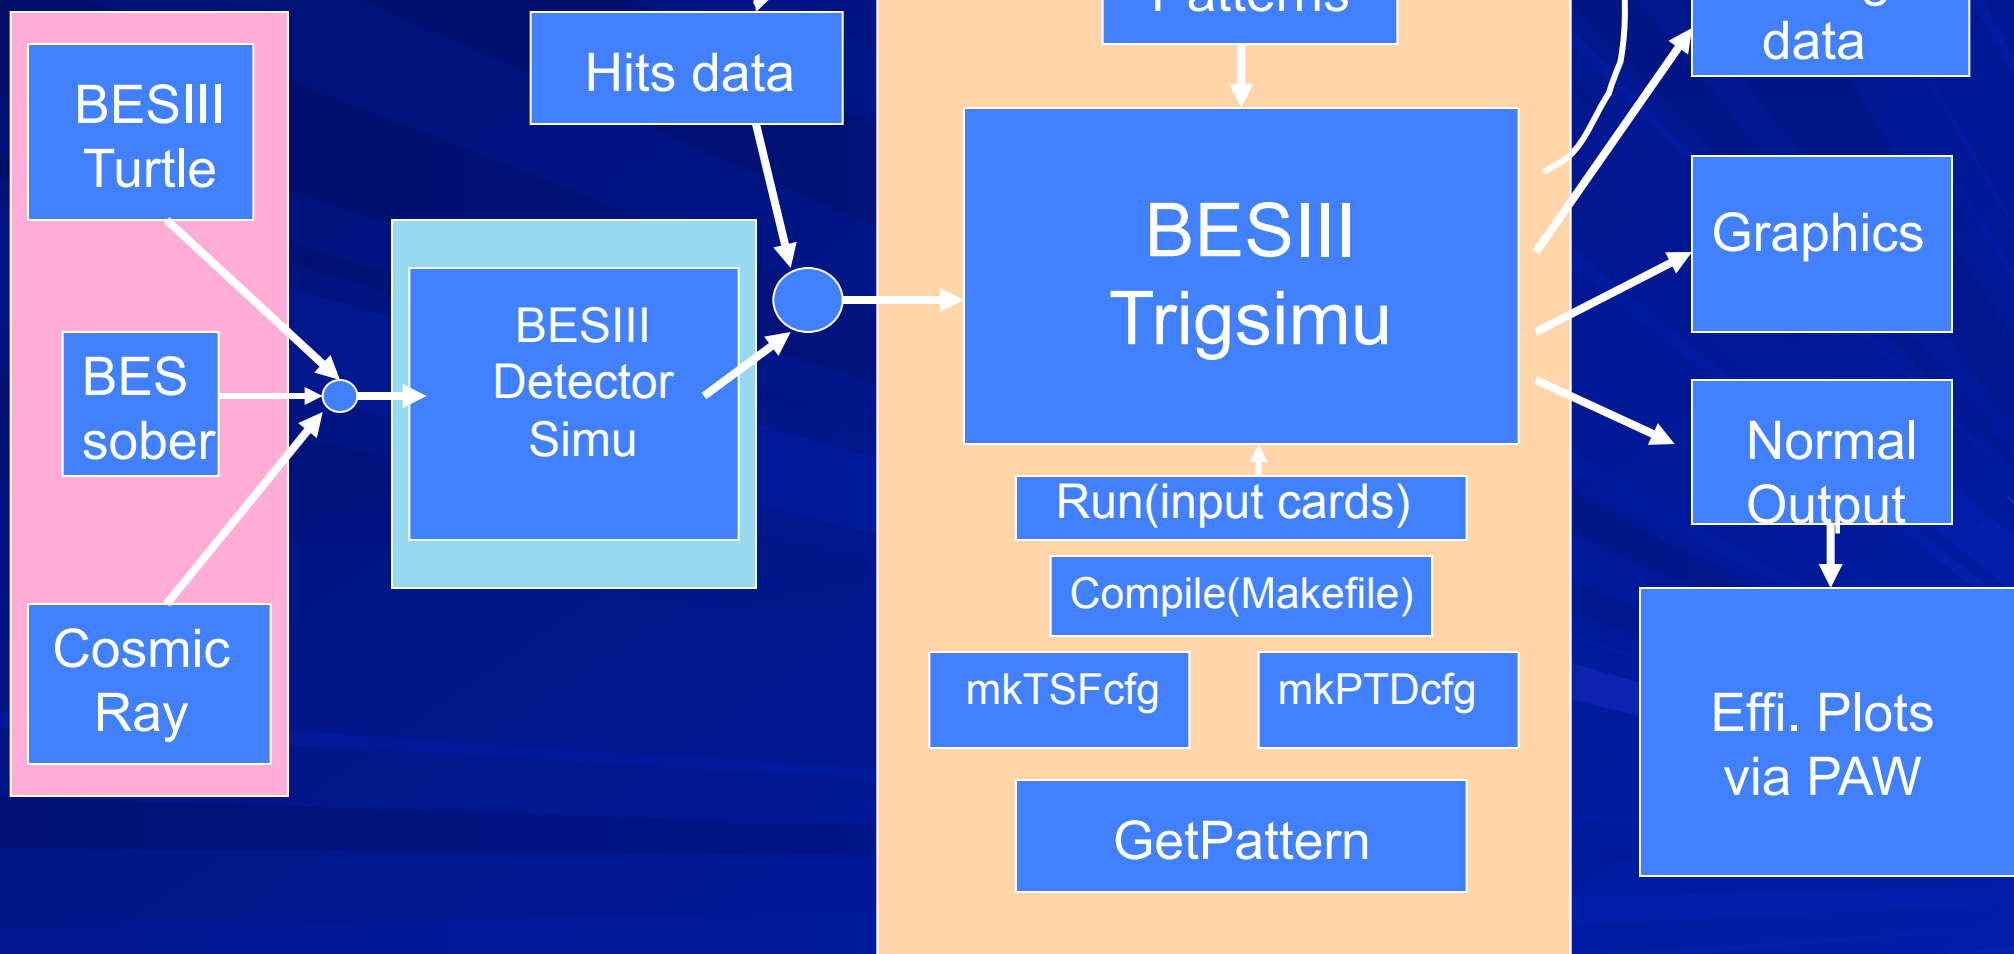 BESIII
Turtle
BES
sober
Cosmic
Ray
Hits data
BESIII
Detector
Simu
Patterns
BESIII
Trigsimu
Run(input cards)
Compile(Makefile)
mkTSFcfg
mkPTDcfg
GetPattern
data
Graphics
Normal
Output
Effi. Plots
via PAW